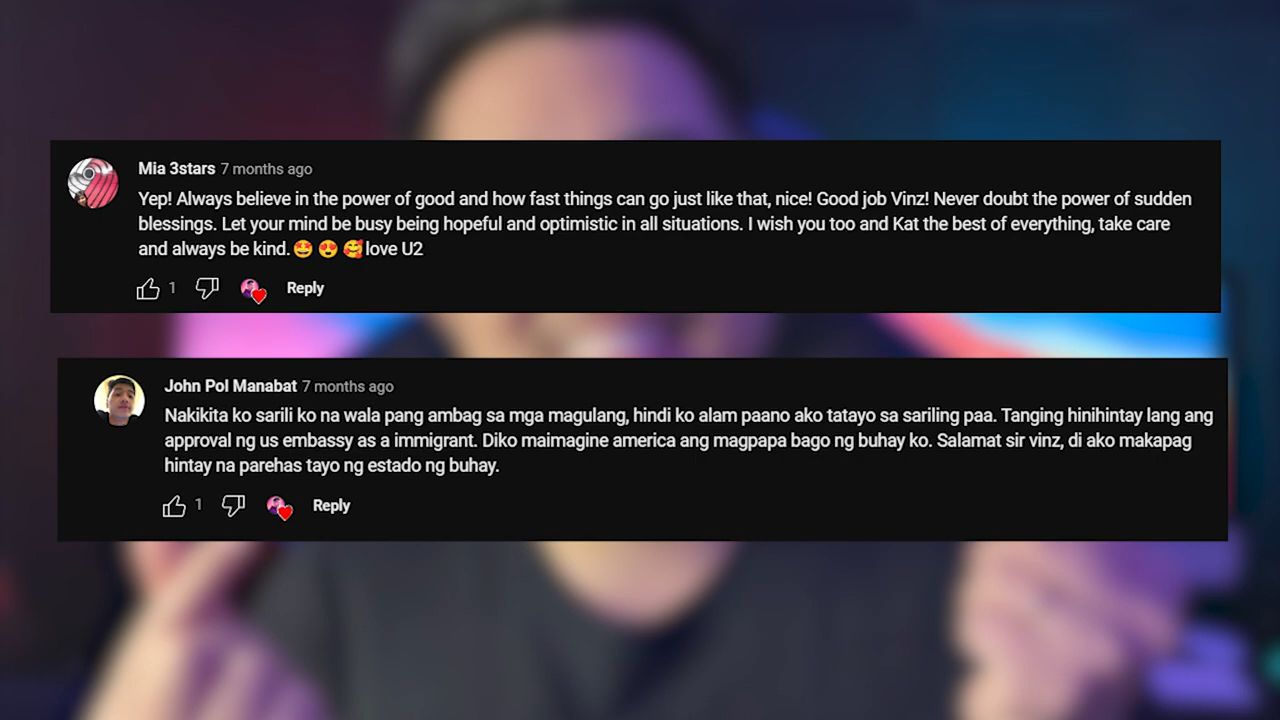 Mia 3stars 7 months ago
Yep! Always believe in the power of good and how fast things can go just like that, nice! Good job Vinz! Never doubt the power of sudden
blessings. Let your mind be busy being hopeful and optimistic in all situations. I wish you too and Kat the best of everything, take care
and always be kind.🤩😍🥰love U2
1 Reply
John Pol Manabat 7 months ago
Nakikita ko sarili ko na wala pang ambag sa mga magulang, hindi ko alam paano ako tatayo sa sariling paa. Tanging hinihintay lang ang
approval ng us embassy as a immigrant. Diko maimagine america ang magpapa bago ng buhay ko. Salamat sir vinz, di ako makapag
hintay na parehas tayo ng estado ng buhay.
1 Reply